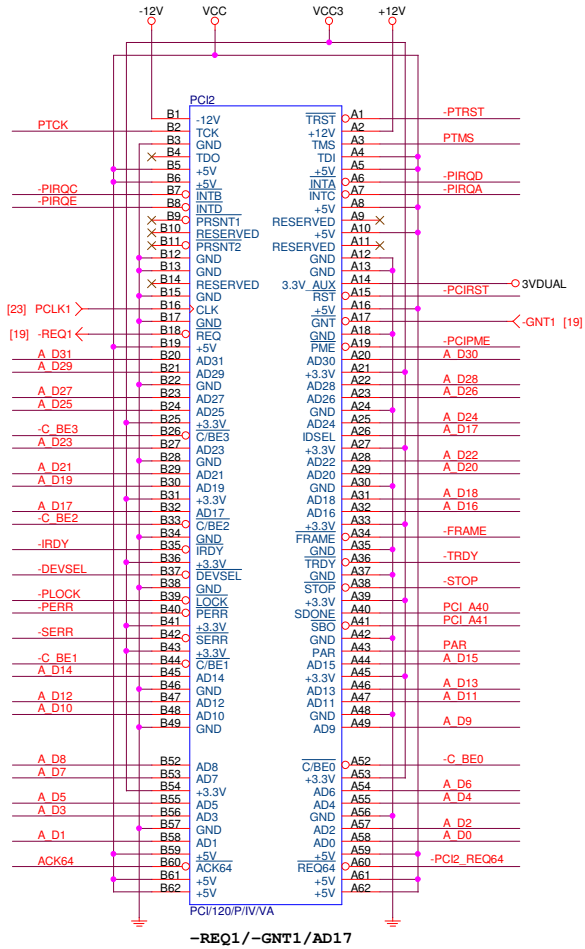 -12V VCC VCC3 +12V
PCI2
B1 -12V TRST A1 -PTRST
PTCK B2 TCK +12V A2
B3 GND TMS A3 PTMS
B4 TDO TDI A4
B5 +5V +5V A5
B6 +5V INTA A6 -PIRQD
-PIRQC B7 INTB INTC A7 -PIRQA
-PIRQE B8 INTD +5V A8
B9 PRSNT1 RESERVED A9
B10 RESERVED +5V A10
B11 PRSNT2 RESERVED A11
B12 GND GND A12
B13 GND GND A13
B14 RESERVED 3.3V AUX A14 3VDUAL
B15 GND RST A15 -PCIRST
[23] PCLK1 B16 CLK +5V A16
B17 GND GNT A17 -GNT1 [19]
[19] -REQ1 B18 REQ GND A18
B19 +5V PME A19 -PCIPME
A_D31 B20 AD31 AD30 A20 A_D30
A_D29 B21 AD29 +3.3V A21
B22 GND AD28 A22 A_D28
A_D27 B23 AD27 AD26 A23 A_D26
A_D25 B24 AD25 GND A24
B25 +3.3V AD24 A25 A_D24
-C_BE3 B26 C/BE3 IDSEL A26 A_D17
A_D23 B27 AD23 +3.3V A27
B28 GND AD22 A28 A_D22
A_D21 B29 AD21 AD20 A29 A_D20
A_D19 B30 AD19 GND A30
B31 +3.3V AD18 A31 A_D18
A_D17 B32 AD17 AD16 A32 A_D16
-C_BE2 B33 C/BE2 +3.3V A33
B34 GND FRAME A34 -FRAME
-IRDY B35 IRDY GND A35
B36 +3.3V TRDY A36 -TRDY
-DEVSEL B37 DEVSEL GND A37
B38 GND STOP A38 -STOP
-PLOCK B39 LOCK +3.3V A39
-PERR B40 PERR SDONE A40 PCI_A40
B41 +3.3V SBO A41 PCI_A41
-SERR B42 SERR GND A42
B43 +3.3V PAR A43 PAR
-C_BE1 B44 C/BE1 AD15 A44 A_D15
A_D14 B45 AD14 +3.3V A45
B46 GND AD13 A46 A_D13
A_D12 B47 AD12 AD11 A47 A_D11
A_D10 B48 AD10 GND A48
B49 GND AD9 A49 A_D9
A_D8 B52 AD8 C/BE0 A52 -C_BE0
A_D7 B53 AD7 +3.3V A53
B54 +3.3V AD6 A54 A_D6
A_D5 B55 AD5 AD4 A55 A_D4
A_D3 B56 AD3 GND A56
B57 GND AD2 A57 A_D2
A_D1 B58 AD1 AD0 A58 A_D0
B59 +5V +5V A59
ACK64 B60 ACK64 REQ64 A60 -PCI2_REQ64
B61 +5V +5V A61
B62 +5V +5V A62
PCI/120/P/IV/VA
-REQ1/-GNT1/AD17